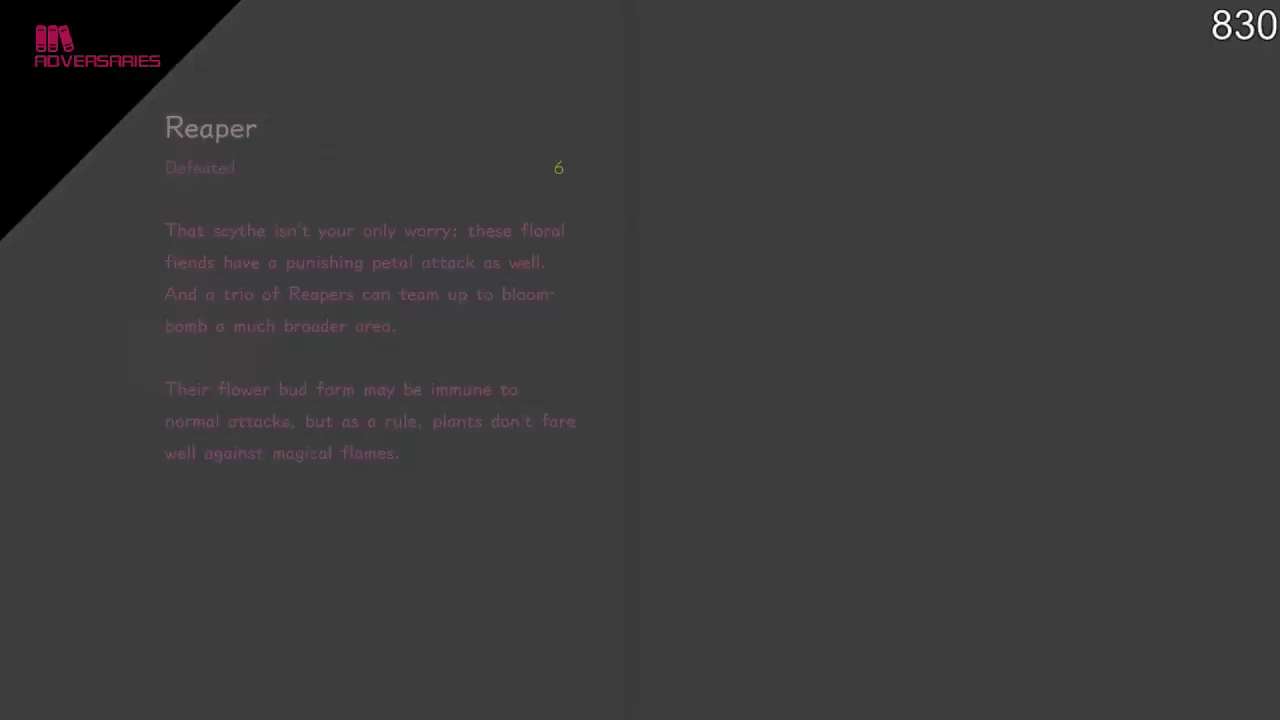 830
ADVERSARIES
Reaper
Defeated 6
That scythe isn't your only worry; these floral
fiends have a punishing petal attack as well.
And a trio of Reapers can team up to bloom-
bomb a much broader area.
Their flower bud form may be immune to
normal attacks, but as a rule, plants don't fare
well against magical flames.